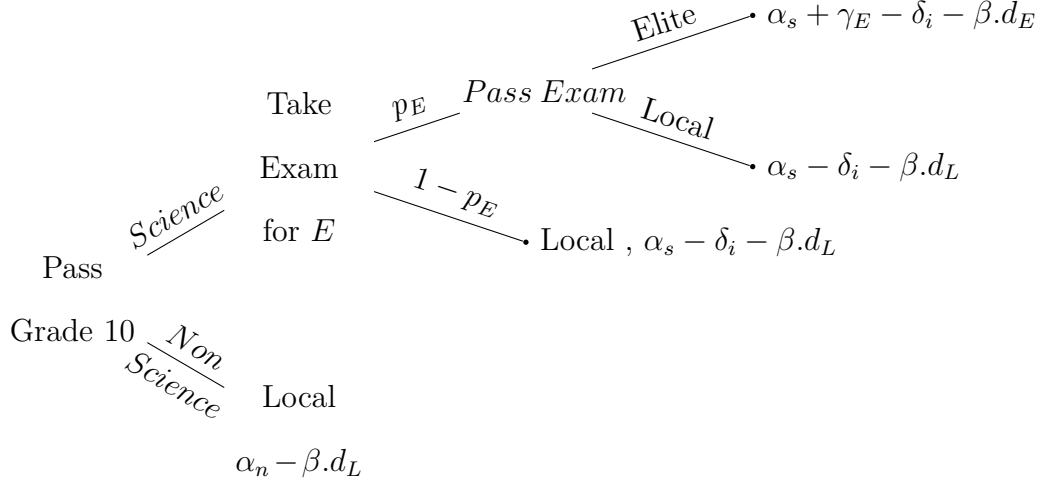 Elite
α_s + γ_E − δ_i − β.d_E
Pass Exam
Local
α_s − δ_i − β.d_L
Take
Exam
for E
p_E
1 − p_E
Local , α_s − δ_i − β.d_L
Science
Pass
Grade 10
Non
Science
Local
α_n − β.d_L